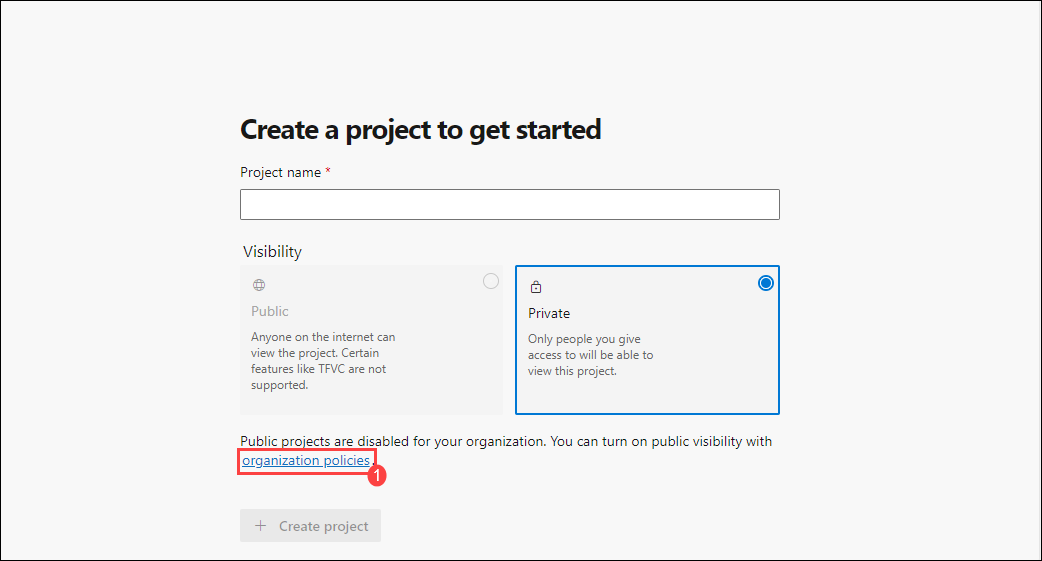 Create a project to get started
Project name *
Visibility
Public
Anyone on the internet can
view the project. Certain
features like TFVC are not
supported.
Private
Only people you give
access to will be able to
view this project.
Public projects are disabled for your organization. You can turn on public visibility with
organization policies.
1
+ Create project